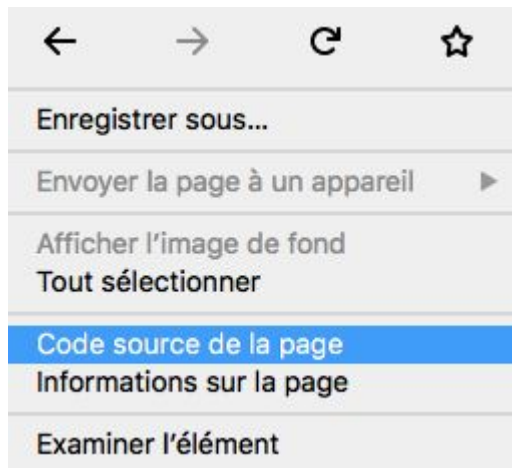 Enregistrer sous...
Envoyer la page à un appareil
Afficher l'image de fond
Tout sélectionner
Code source de la page
Informations sur la page
Examiner l'élément